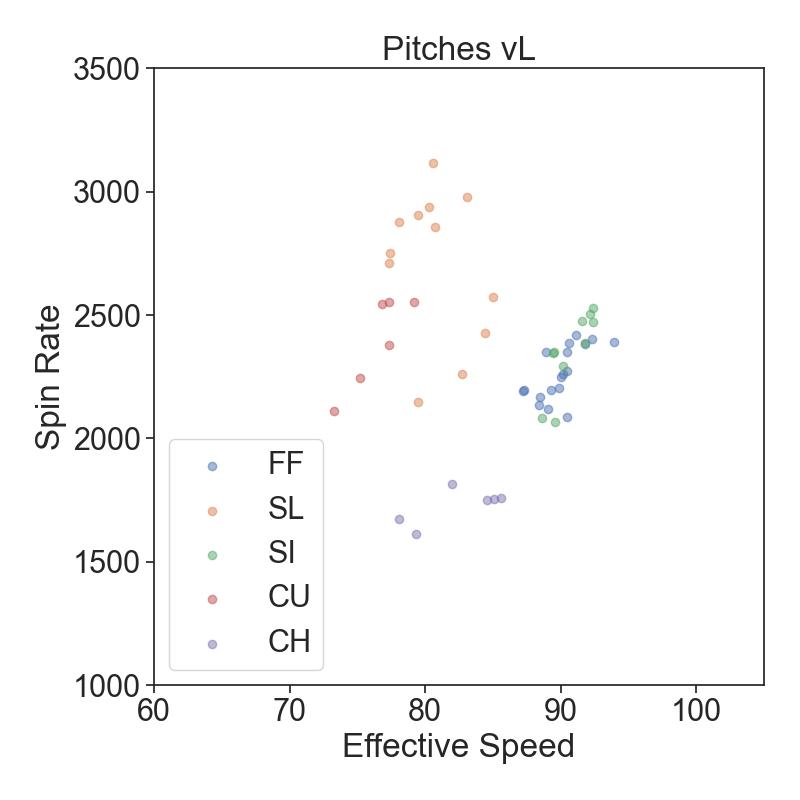 Pitches vL
3500
3000
2500
2000
1500
1000
Spin Rate
FF
SL
SI
CU
CH
60 70 80 90 100
Effective Speed